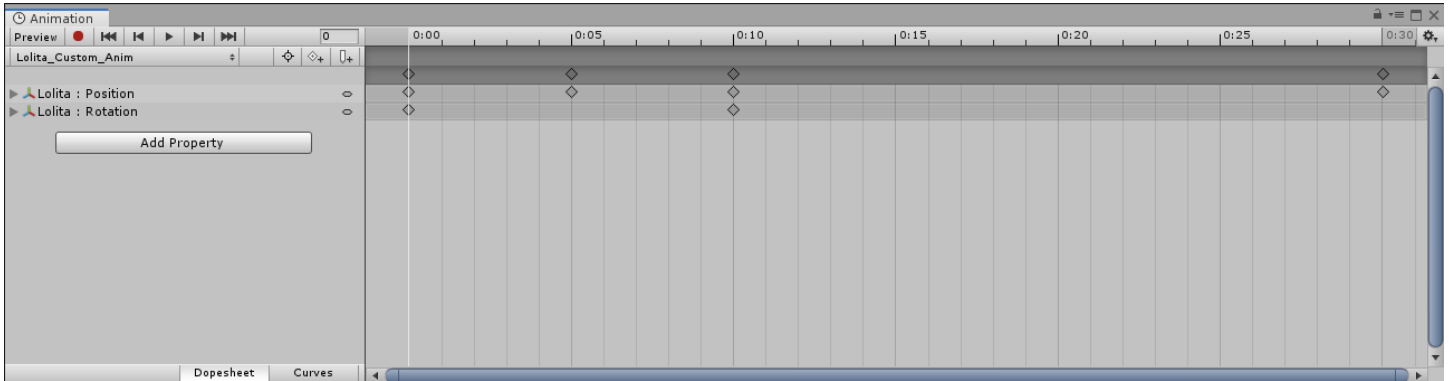 Animation
Preview 0 0:00 0:05 0:10 0:15 0:20 0:25 0:30
Lolita_Custom_Anim
Lolita : Position
Lolita : Rotation
Add Property
Dopesheet Curves